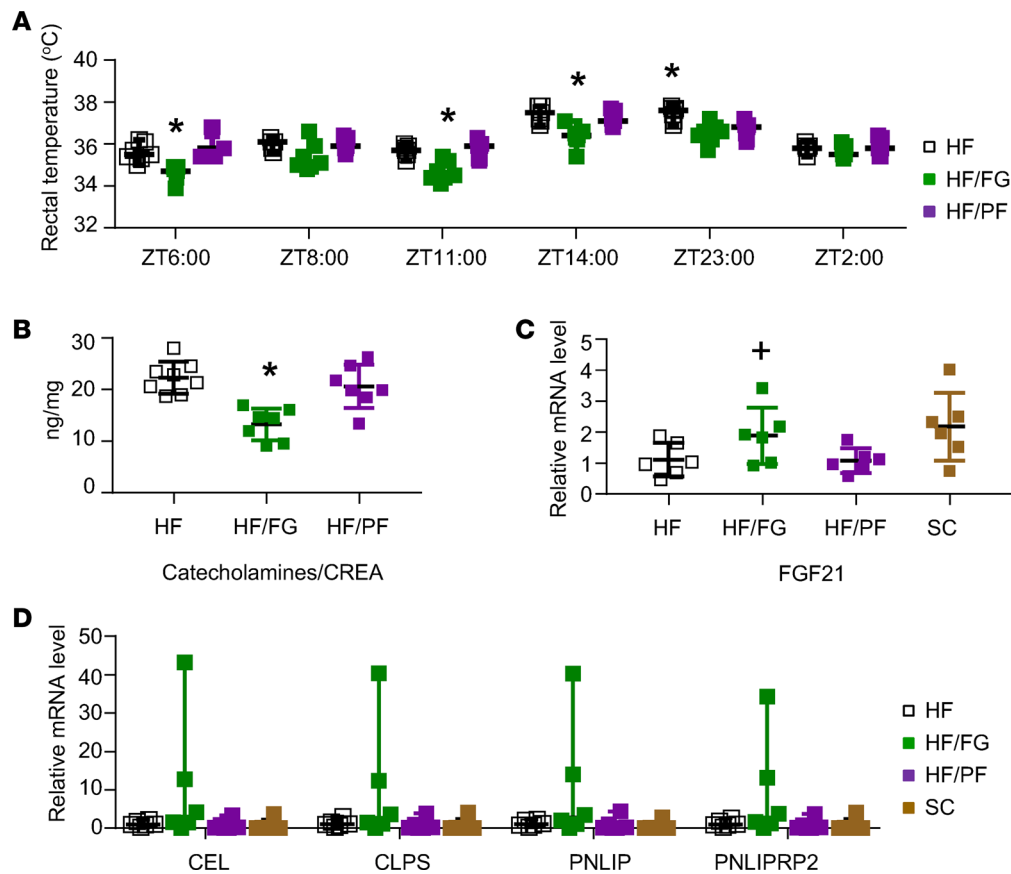 A
Rectal temperature (°C)
40
38
36
34
32
*
*
*
*
ZT6:00 ZT8:00 ZT11:00 ZT14:00 ZT23:00 ZT2:00
HF
HF/FG
HF/PF
B
ng/mg
30
20
10
0
*
HF HF/FG HF/PF
Catecholamines/CREA
C
Relative mRNA level
5
4
3
2
1
0
+
HF HF/FG HF/PF SC
FGF21
D
Relative mRNA level
50
40
30
20
10
0
CEL CLPS PNLIP PNLIPRP2
HF
HF/FG
HF/PF
SC